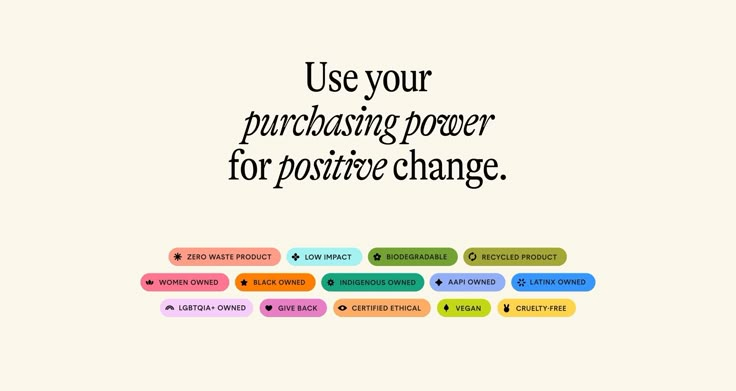 Use your
purchasing power
for positive change.
ZERO WASTE PRODUCT LOW IMPACT BIODEGRADABLE RECYCLED PRODUCT
WOMEN OWNED BLACK OWNED INDIGENOUS OWNED AAPI OWNED LATINX OWNED
LGBTQIA+ OWNED GIVE BACK CERTIFIED ETHICAL VEGAN CRUELTY-FREE